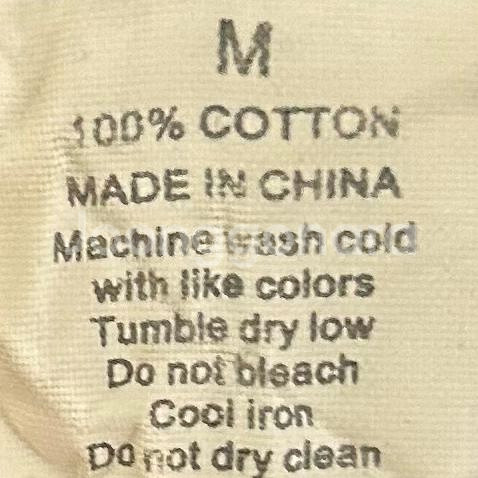 M
100% COTTON
MADE IN CHINA
Machine wash cold
with like colors
Tumble dry low
Do not bleach
Cool iron
Do not dry clean